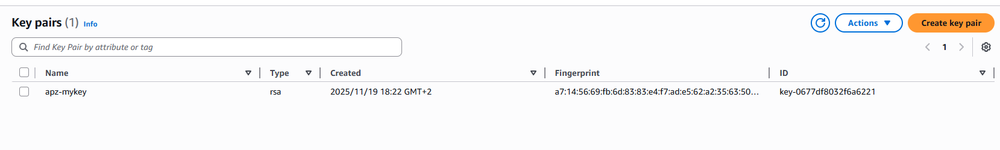 Key pairs (1) Info
Actions
Create key pair
Find Key Pair by attribute or tag
1
Name Type Created Fingerprint ID
apz-mykey rsa 2025/11/19 18:22 GMT+2 a7:14:56:69:fb:6d:83:83:e4:f7:ad:e5:62:a2:35:63:50... key-0677df8032f6a6221